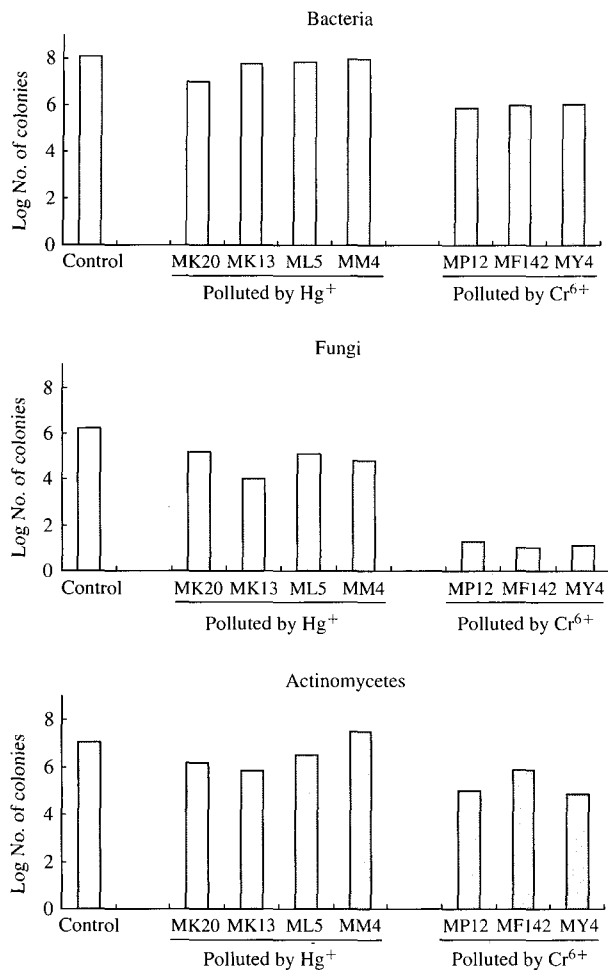 Bacteria
Log No. of colonies
8
6
4
2
0
Control
MK20 MK13 ML5 MM4
MP12 MF142 MY4
Polluted by Hg⁺
Polluted by Cr⁶⁺
Fungi
Log No. of colonies
8
6
4
2
0
Control
MK20 MK13 ML5 MM4
MP12 MF142 MY4
Polluted by Hg⁺
Polluted by Cr⁶⁺
Actinomycetes
Log No. of colonies
8
6
4
2
0
Control
MK20 MK13 ML5 MM4
MP12 MF142 MY4
Polluted by Hg⁺
Polluted by Cr⁶⁺